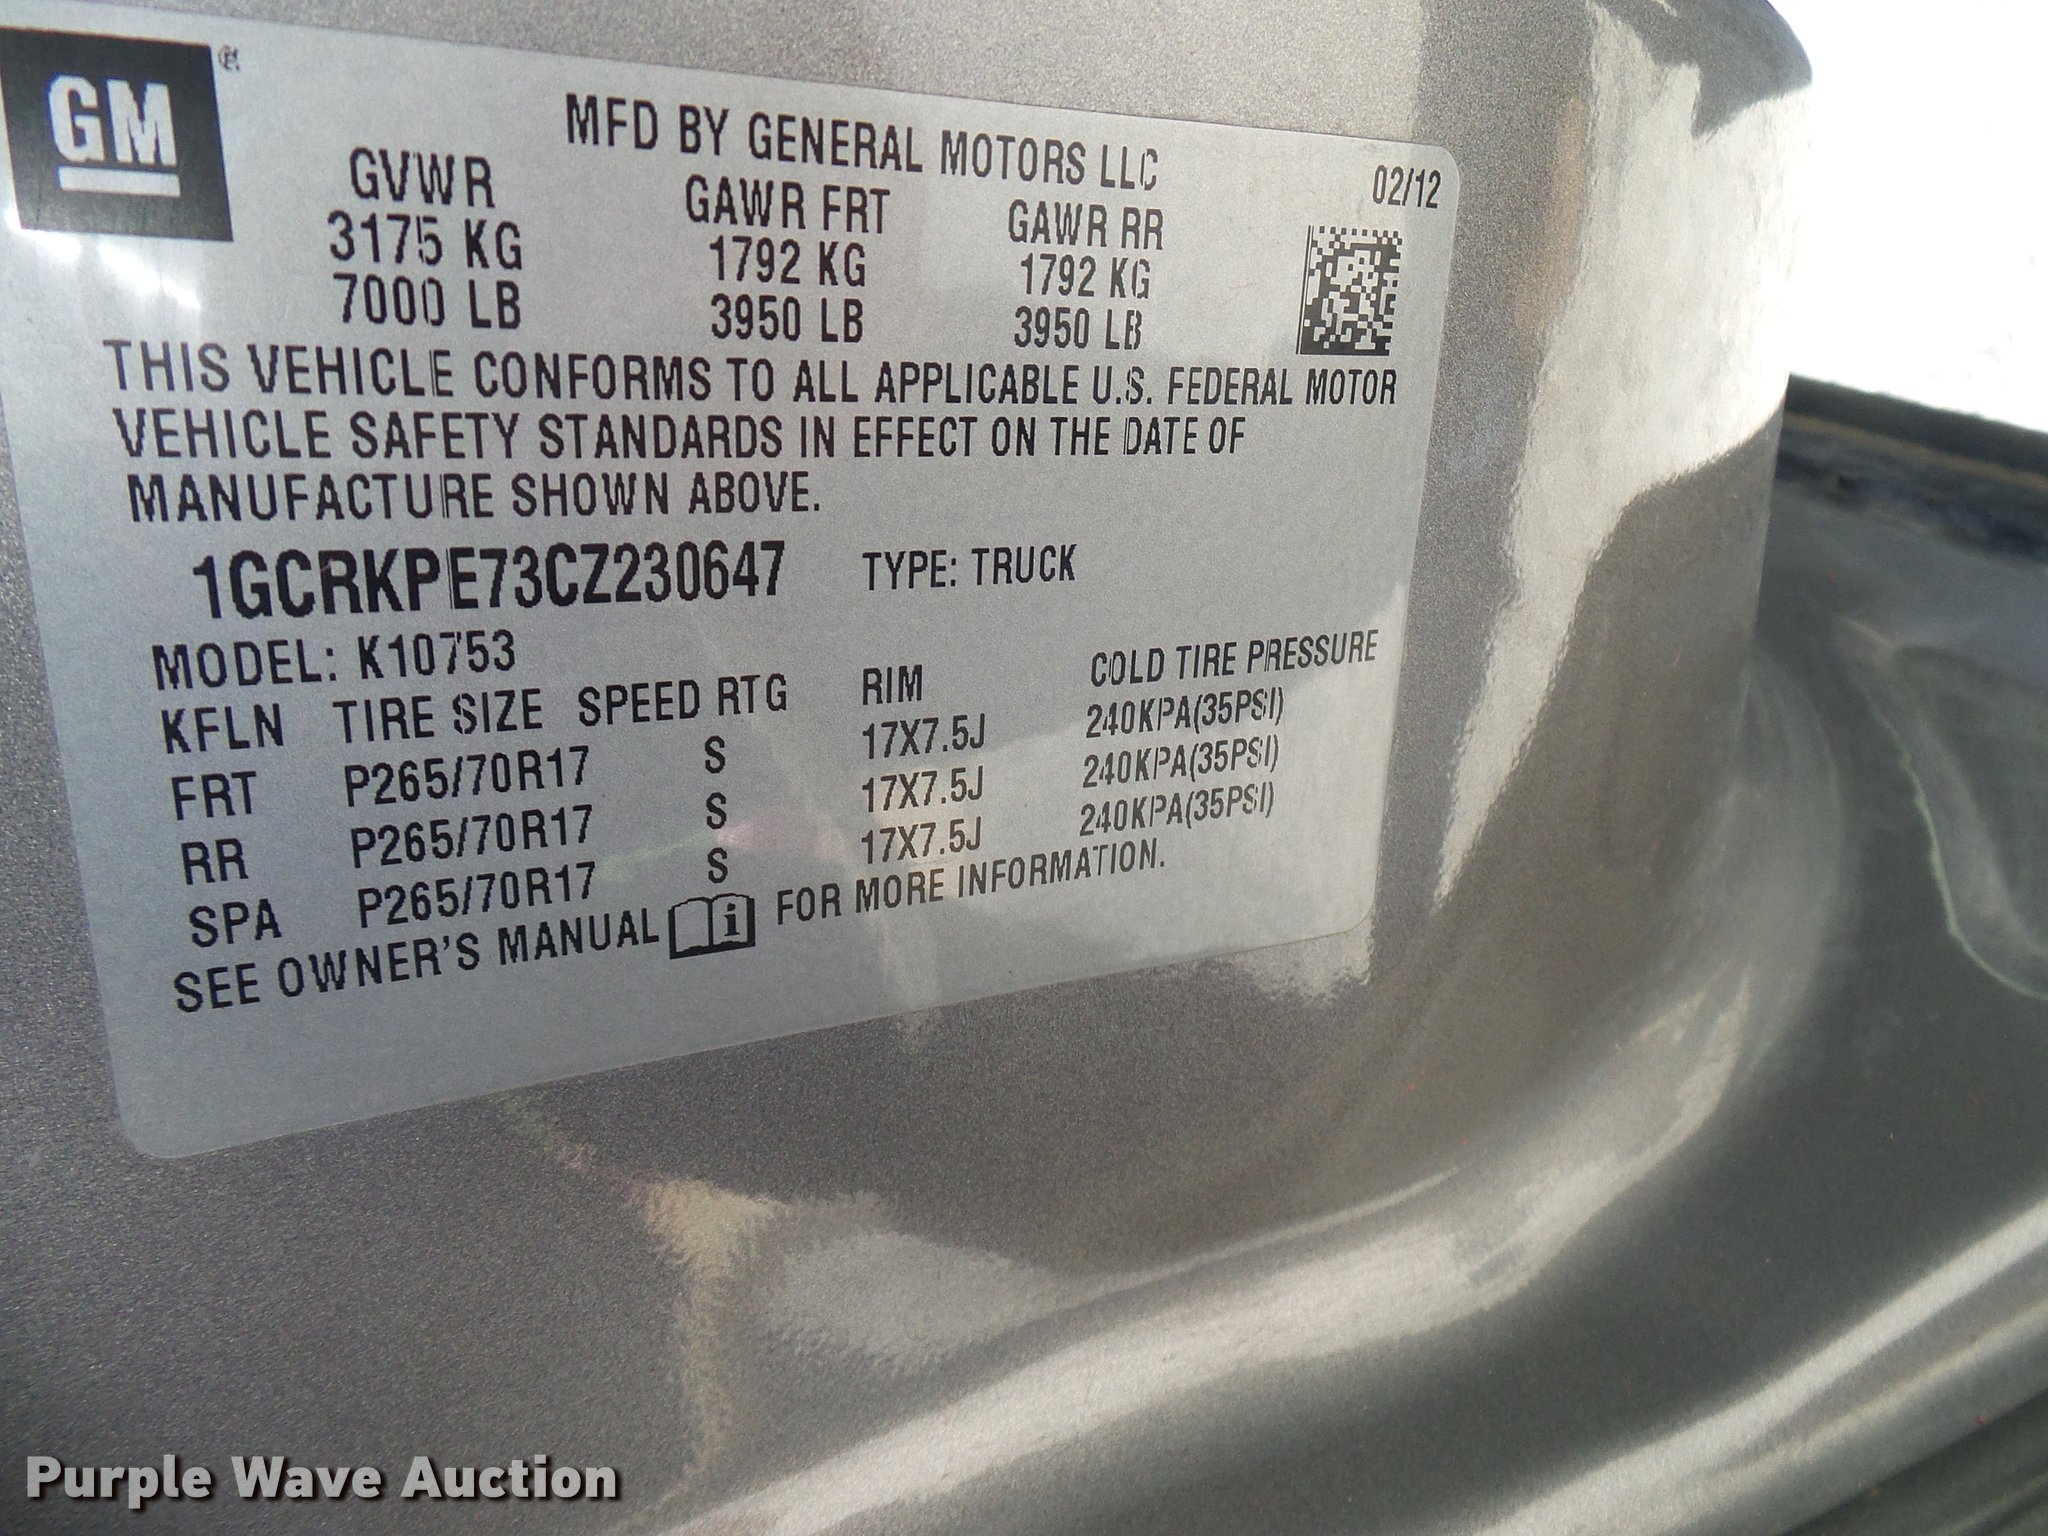 GM
MFD BY GENERAL MOTORS LLC
02/12
GVWR GAWR FRT GAWR RR
3175 KG 1792 KG 1792 KG
7000 LB 3950 LB 3950 LB
THIS VEHICLE CONFORMS TO ALL APPLICABLE U.S. FEDERAL MOTOR
VEHICLE SAFETY STANDARDS IN EFFECT ON THE DATE OF
MANUFACTURE SHOWN ABOVE.
1GCRKPE73CZ230647 TYPE: TRUCK
MODEL: K10753
KFLN TIRE SIZE SPEED RTG RIM COLD TIRE PRESSURE
FRT P265/70R17 S 17X7.5J 240KPA(35PSI)
RR P265/70R17 S 17X7.5J 240KPA(35PSI)
SPA P265/70R17 S 17X7.5J 240KPA(35PSI)
SEE OWNER'S MANUAL i FOR MORE INFORMATION.
Purple Wave Auction